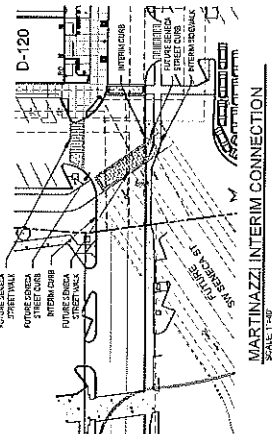 D-120
INTERIM CURB
FUTURE SENECA
STREET CURB
INTERIM SIDEWALK
FUTURE SENECA
STREET WALK
FUTURE SENECA
STREET CURB
INTERIM CURB
FUTURE SENECA
STREET WALK
FUTURE
SW SENECA ST
MARTINAZZI INTERIM CONNECTION
SCALE: 1"=40'